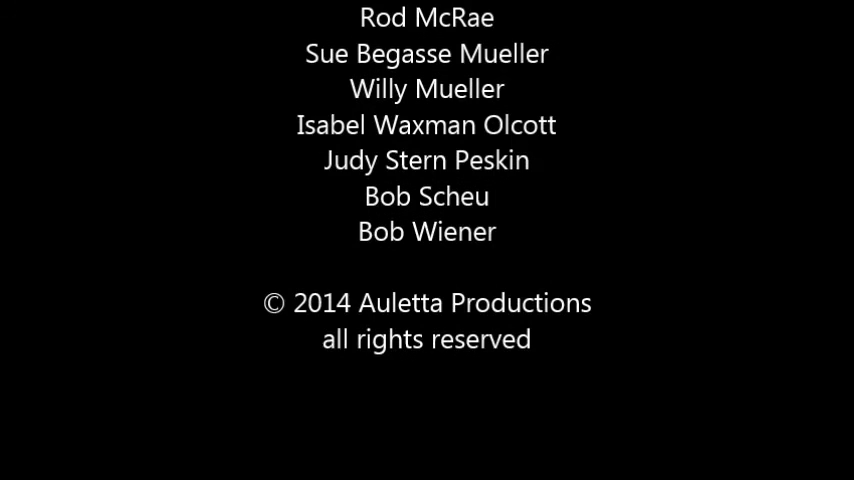 Rod McRae
Sue Begasse Mueller
Willy Mueller
Isabel Waxman Olcott
Judy Stern Peskin
Bob Scheu
Bob Wiener
© 2014 Auletta Productions
all rights reserved